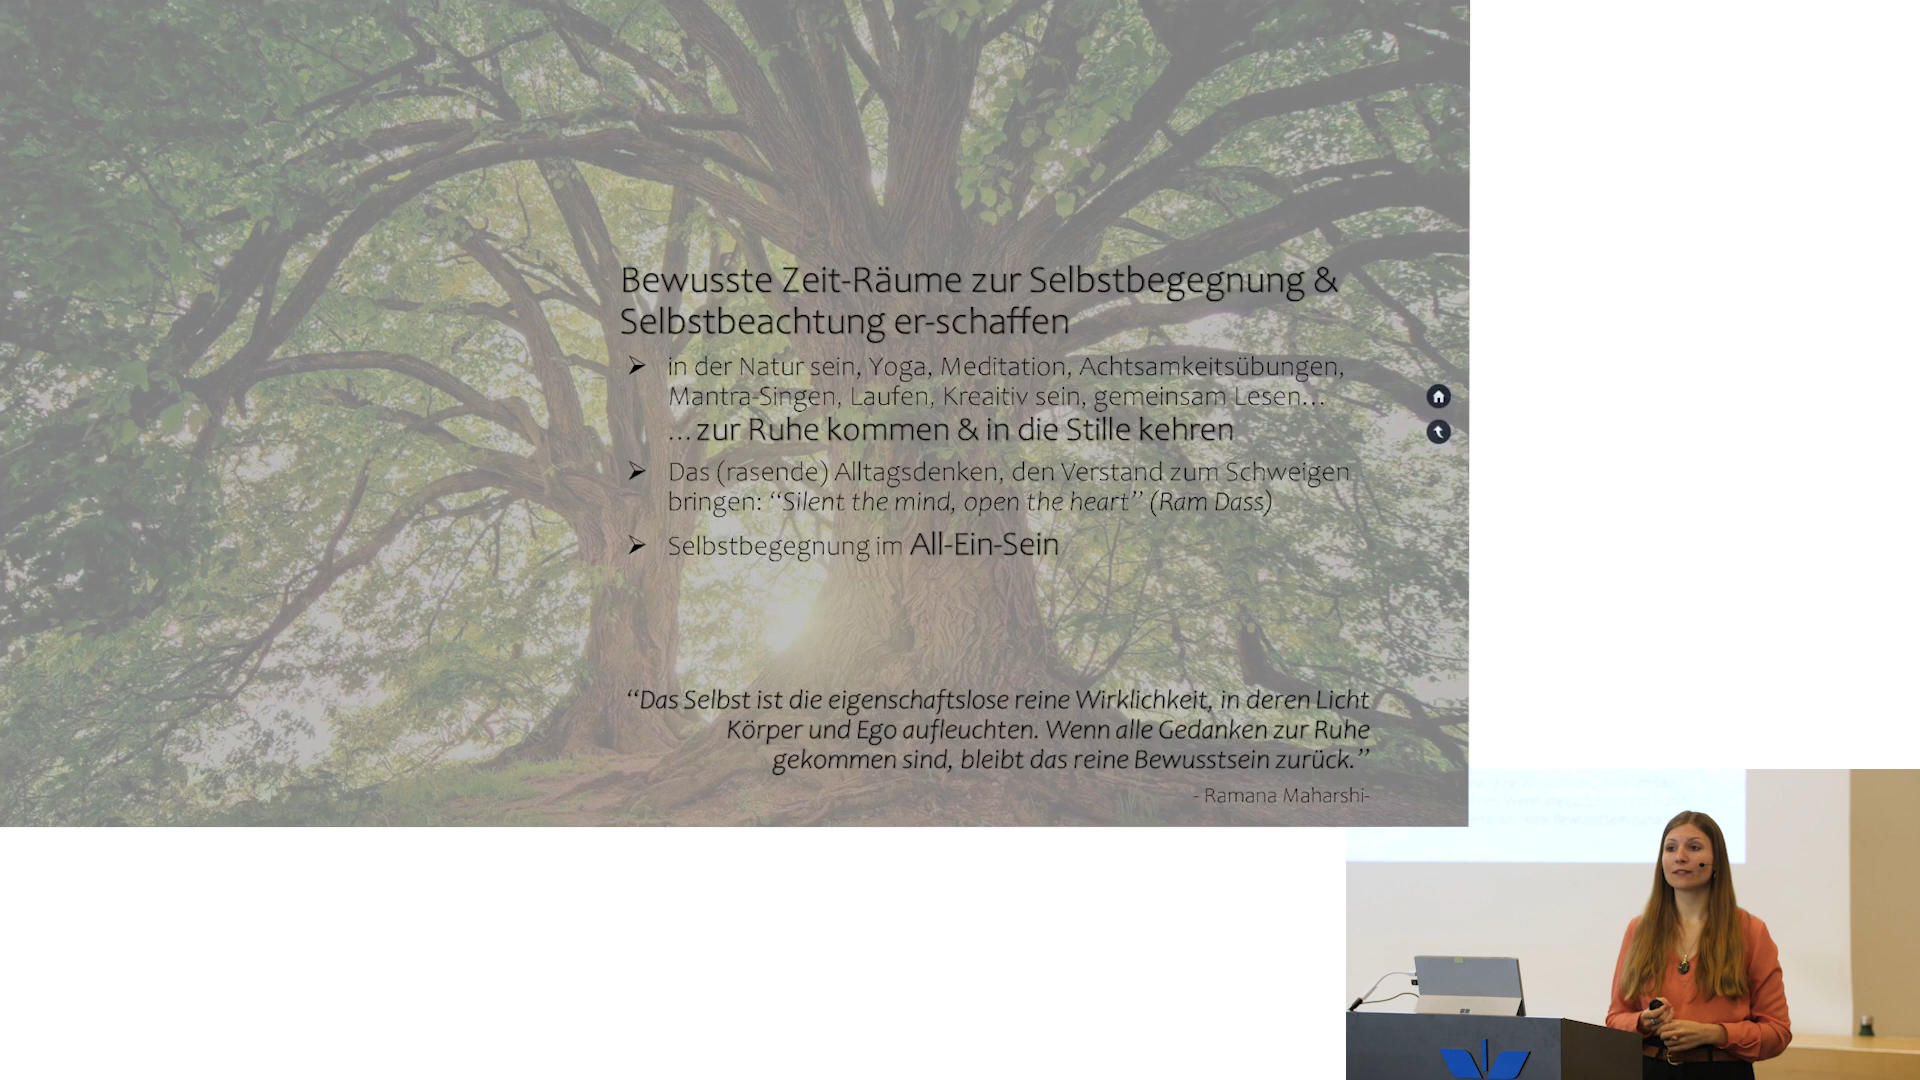 Bewusste Zeit-Räume zur Selbstbegegnung &
Selbstbeachtung er-schaffen
in der Natur sein, Yoga, Meditation, Achtsamkeitsübungen,
Mantra-Singen, Laufen, Kreaitiv sein, gemeinsam Lesen…
…zur Ruhe kommen & in die Stille kehren
Das (rasende) Alltagsdenken, den Verstand zum Schweigen
bringen: “Silent the mind, open the heart” (Ram Dass)
Selbstbegegnung im All-Ein-Sein
“Das Selbst ist die eigenschaftslose reine Wirklichkeit, in deren Licht
Körper und Ego aufleuchten. Wenn alle Gedanken zur Ruhe
gekommen sind, bleibt das reine Bewusstsein zurück.”
- Ramana Maharshi-